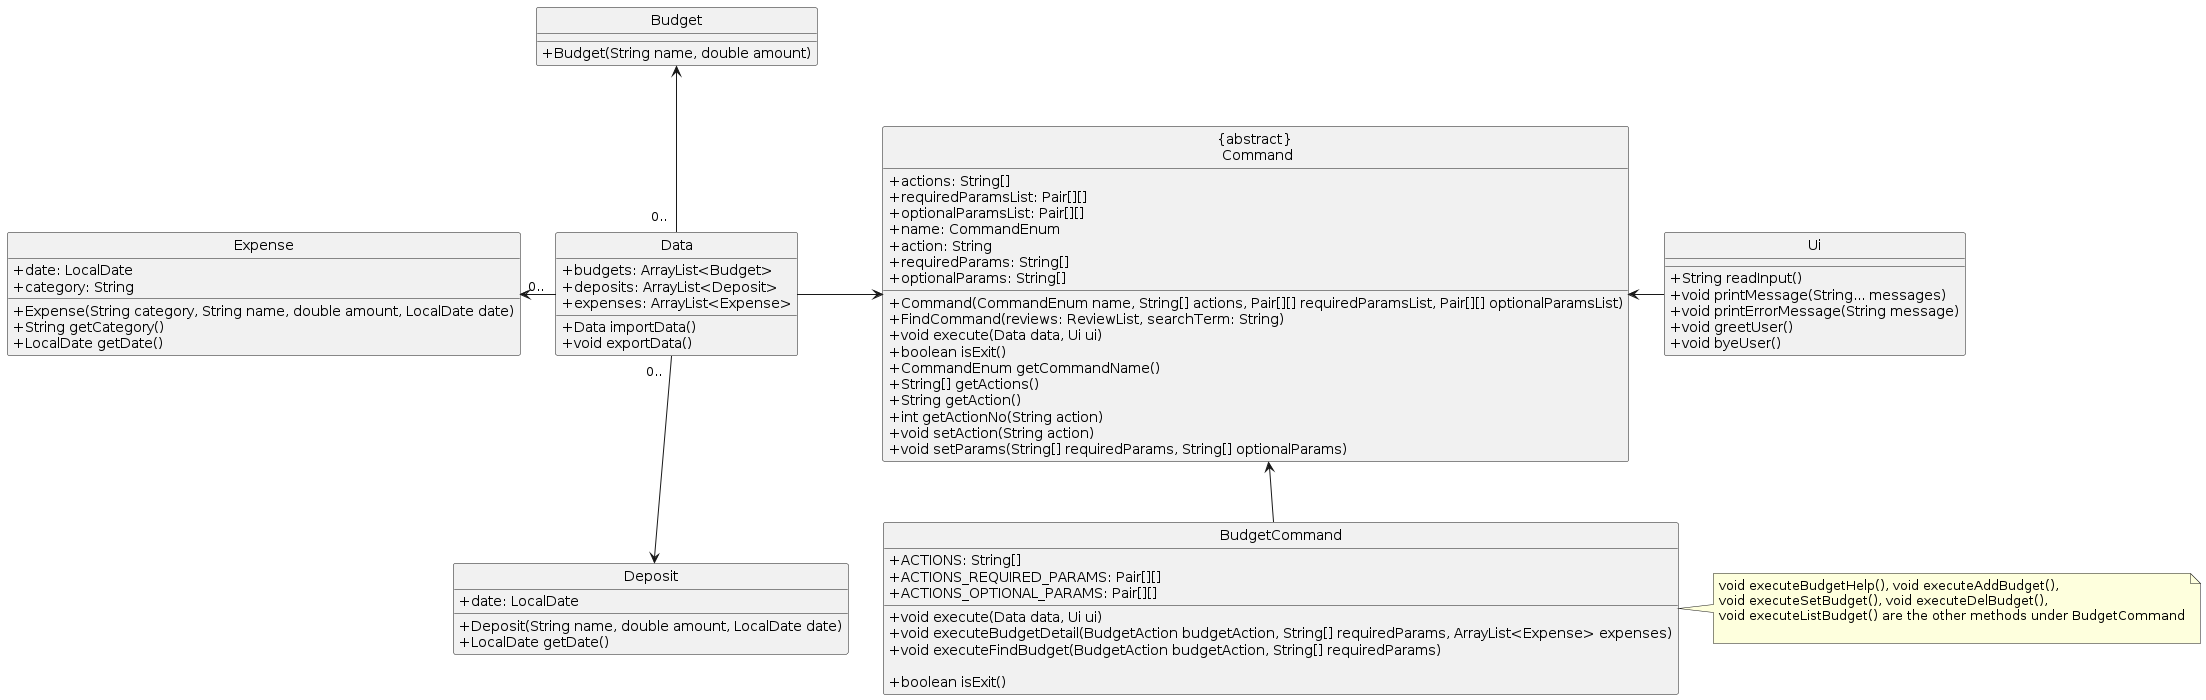 Budget
+Budget(String name, double amount)
{abstract}
Command
+actions: String[]
+requiredParamsList: Pair[][]
+optionalParamsList: Pair[][]
+name: CommandEnum
+action: String
+requiredParams: String[]
+optionalParams: String[]
+Command(CommandEnum name, String[] actions, Pair[][] requiredParamsList, Pair[][] optionalParamsList)
+FindCommand(reviews: ReviewList, searchTerm: String)
+void execute(Data data, Ui ui)
+boolean isExit()
+CommandEnum getCommandName()
+String[] getActions()
+String getAction()
+int getActionNo(String action)
+void setAction(String action)
+void setParams(String[] requiredParams, String[] optionalParams)
0..
Expense
+date: LocalDate
+category: String
+Expense(String category, String name, double amount, LocalDate date)
+String getCategory()
+LocalDate getDate()
0..
Data
+budgets: ArrayList<Budget>
+deposits: ArrayList<Deposit>
+expenses: ArrayList<Expense>
+Data importData()
+void exportData()
0..
Ui
+String readInput()
+void printMessage(String... messages)
+void printErrorMessage(String message)
+void greetUser()
+void byeUser()
Deposit
+date: LocalDate
+Deposit(String name, double amount, LocalDate date)
+LocalDate getDate()
BudgetCommand
+ACTIONS: String[]
+ACTIONS_REQUIRED_PARAMS: Pair[][]
+ACTIONS_OPTIONAL_PARAMS: Pair[][]
+void execute(Data data, Ui ui)
+void executeBudgetDetail(BudgetAction budgetAction, String[] requiredParams, ArrayList<Expense> expenses)
+void executeFindBudget(BudgetAction budgetAction, String[] requiredParams)
+boolean isExit()
void executeBudgetHelp(), void executeAddBudget(),
void executeSetBudget(), void executeDelBudget(),
void executeListBudget() are the other methods under BudgetCommand